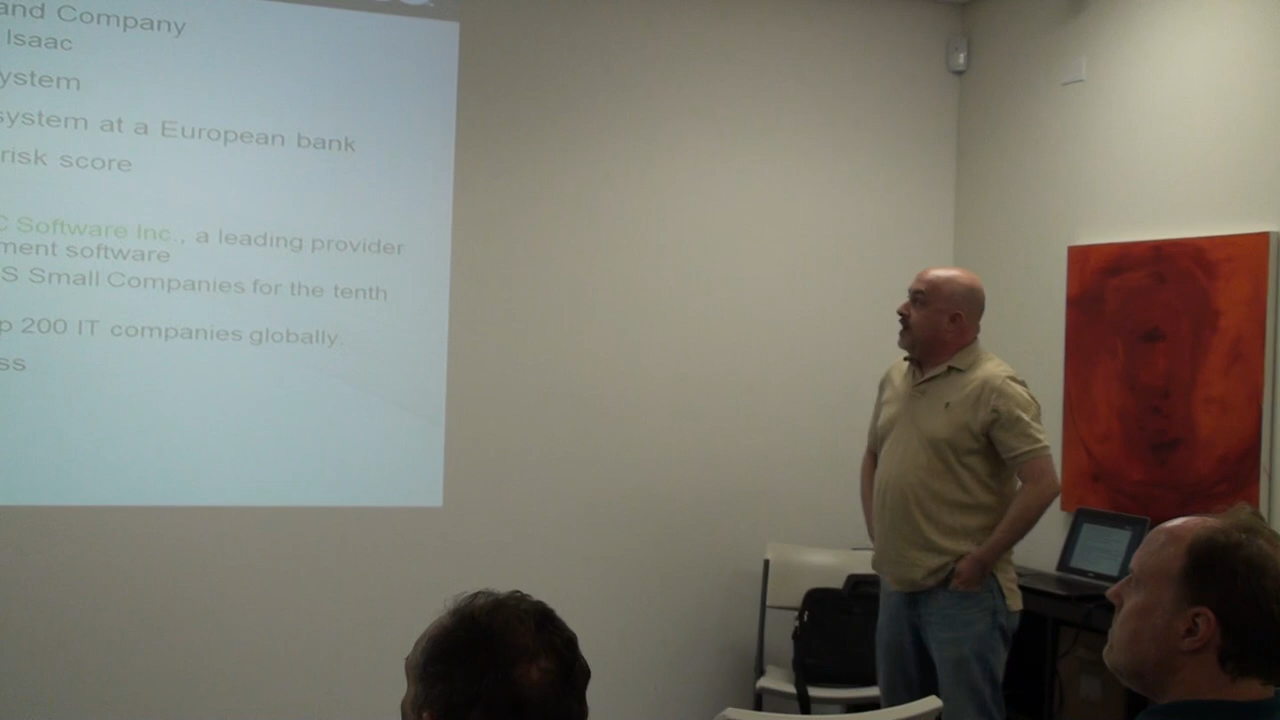 and Company
Isaac
ystem
system at a European bank
risk score
C Software Inc., a leading provider
ment software
S Small Companies for the tenth
p 200 IT companies globally.
ss